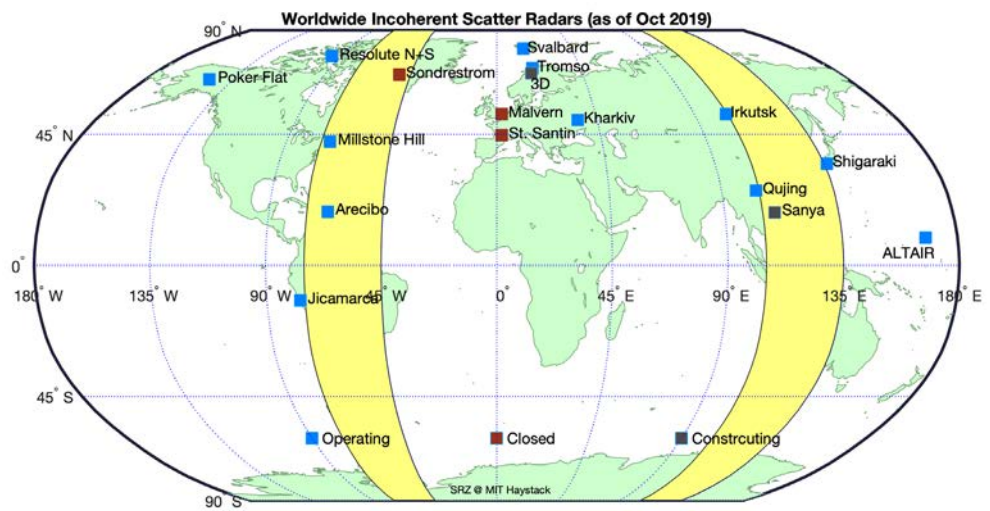 Worldwide Incoherent Scatter Radars (as of Oct 2019)
90° N
Svalbard
Resolute N+S
Tromso
Sondrestrom
Poker Flat
3D
Malvern
Irkutsk
Kharkiv
45° N
St. Santin
Millstone Hill
Shigaraki
Qujing
Arecibo
Sanya
ALTAIR
0°
180° W
135° W
90° W
Jicamarca
45° W
0°
45° E
90° E
135° E
180° E
45° S
Operating
Closed
Constrcuting
SRZ @ MIT Haystack
90° S